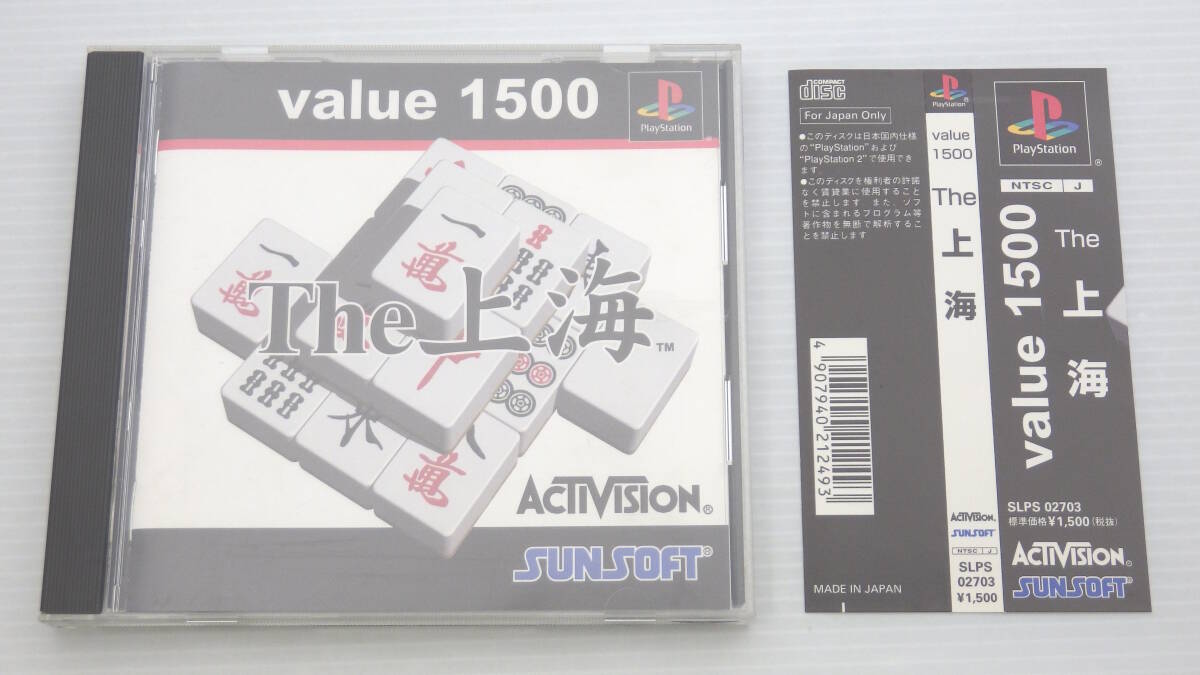 value 1500
PlayStation
®
一
萬
一
萬
The上海
TM
水
八
萬
ACTIVISION®
SUNSOFT®
COMPACT
disc
For Japan Only
●このディスクは日本国内仕様
の“PlayStation”および
“PlayStation 2”で使用でき
ます
●このディスクを権利者の許諾
なく賃貸業に使用すること
を禁止します また、ソフ
トに含まれるプログラム等
著作物を無断で解析するこ
とを禁止します
4 907940 212493
MADE IN JAPAN
PlayStation®
value
1500
The
上
海
ACTIVISION.
SUNSOFT®
NTSC J
SLPS
02703
¥1,500
PlayStation
®
NTSC J
value 1500
The
上
海
SLPS 02703
標準価格¥1,500(税抜)
ACTIVISION®
SUNSOFT®